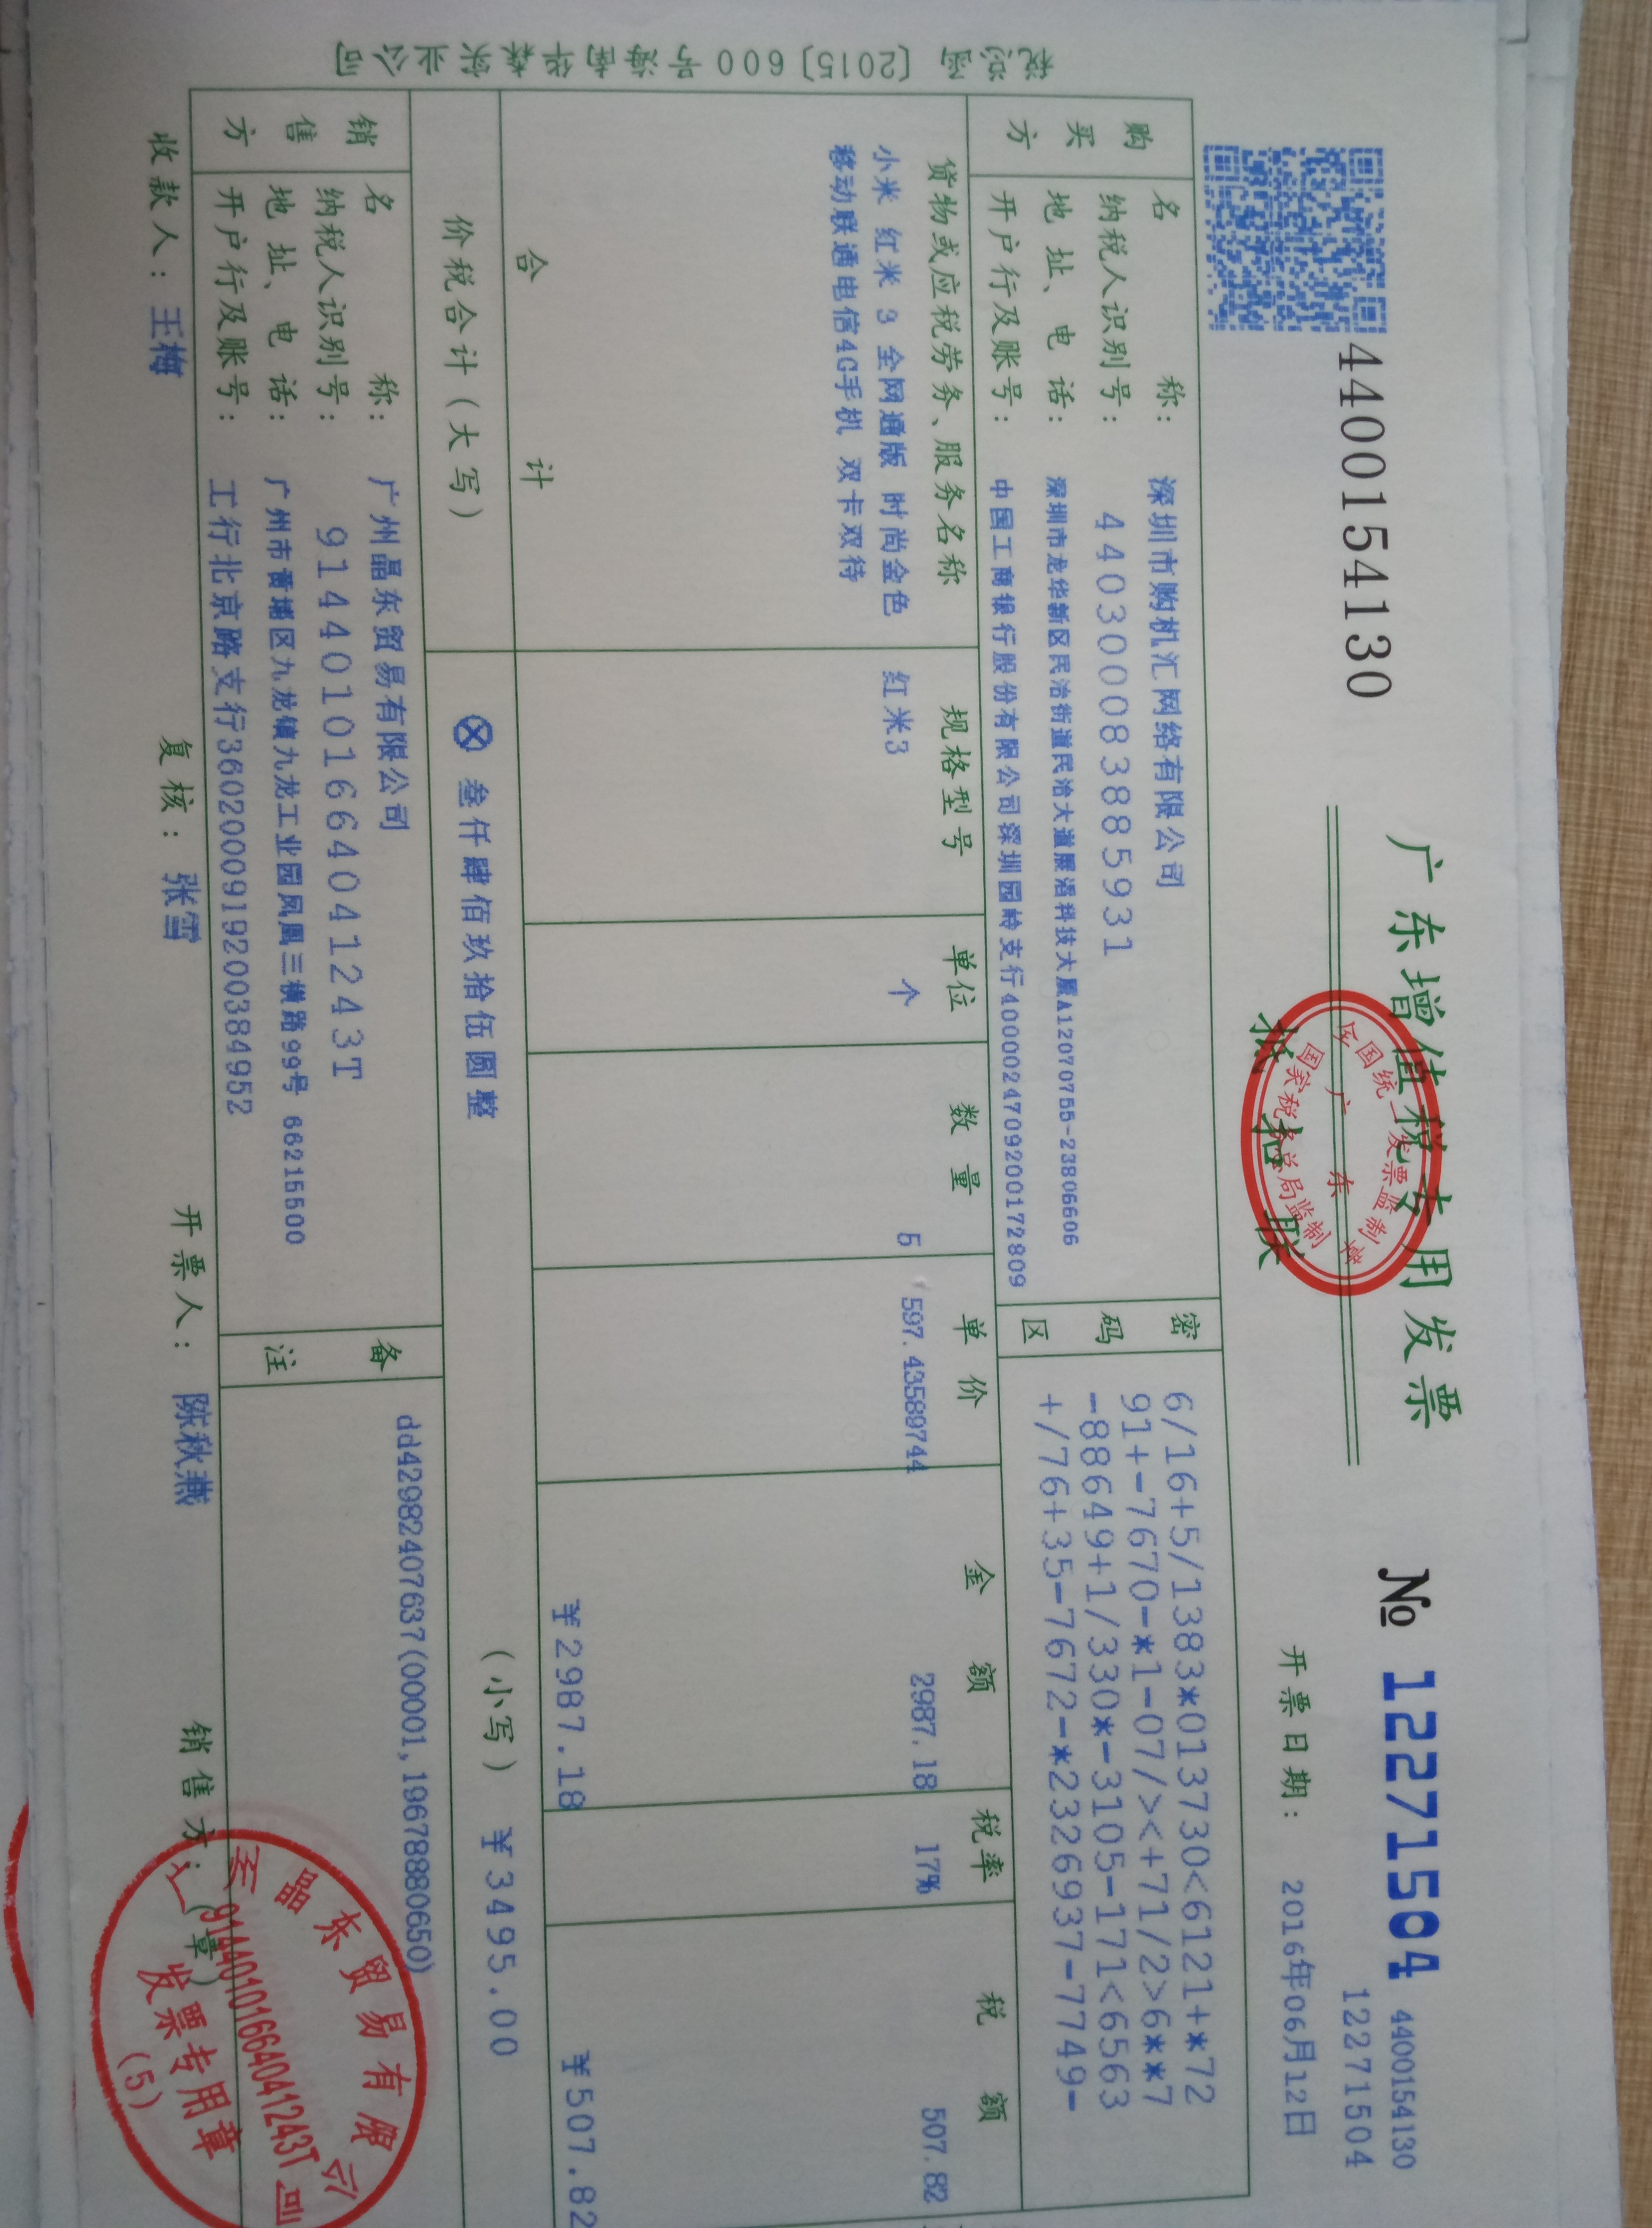 4400154130
广东增值税专用发票
№ 12271504
4400154130
12271504
抵扣联
全国统一发票监制章
广东
国家税务总局监制
开票日期: 2016年06月12日
购买方
名称: 深圳市购机汇网络有限公司
纳税人识别号: 440300083885931
地址、电话: 深圳市龙华新区民治街道民治大道展滔科技大厦A12070755-23806606
开户行及账号: 中国工商银行股份有限公司深圳园岭支行4000024709200172809
密码区
6/16+5/1383*013730<6121+*72
91+-7670-*1-07/><+71/2>6**7
-88649+1/330*-3105-171<6563
+/76+35-7672-*2326937-7749-
货物或应税劳务、服务名称 规格型号 单位 数量 单价 金额 税率 税额
小米 红米 3 全网通版 时尚金色 红米3 个 5 597.43589744 2987.18 17% 507.82
移动联通电信4G手机 双卡双待
合计 ¥2987.18 ¥507.82
价税合计(大写) ⊗ 叁仟肆佰玖拾伍圆整 (小写) ¥3495.00
销售方
名称: 广州晶东贸易有限公司
纳税人识别号: 91440101664041243T
地址、电话: 广州市黄埔区九龙镇九龙工业园凤凰三横路99号 66215500
开户行及账号: 工行北京路支行3602000919200384952
备注
dd42982407637(00001,19678880650)
收款人: 王梅 复核: 张雪 开票人: 陈秋燕 销售方:(章)
晶东贸易有限公司
91440101664041243T
发票专用章
(5)
〔2015〕600号海南华森实业公司